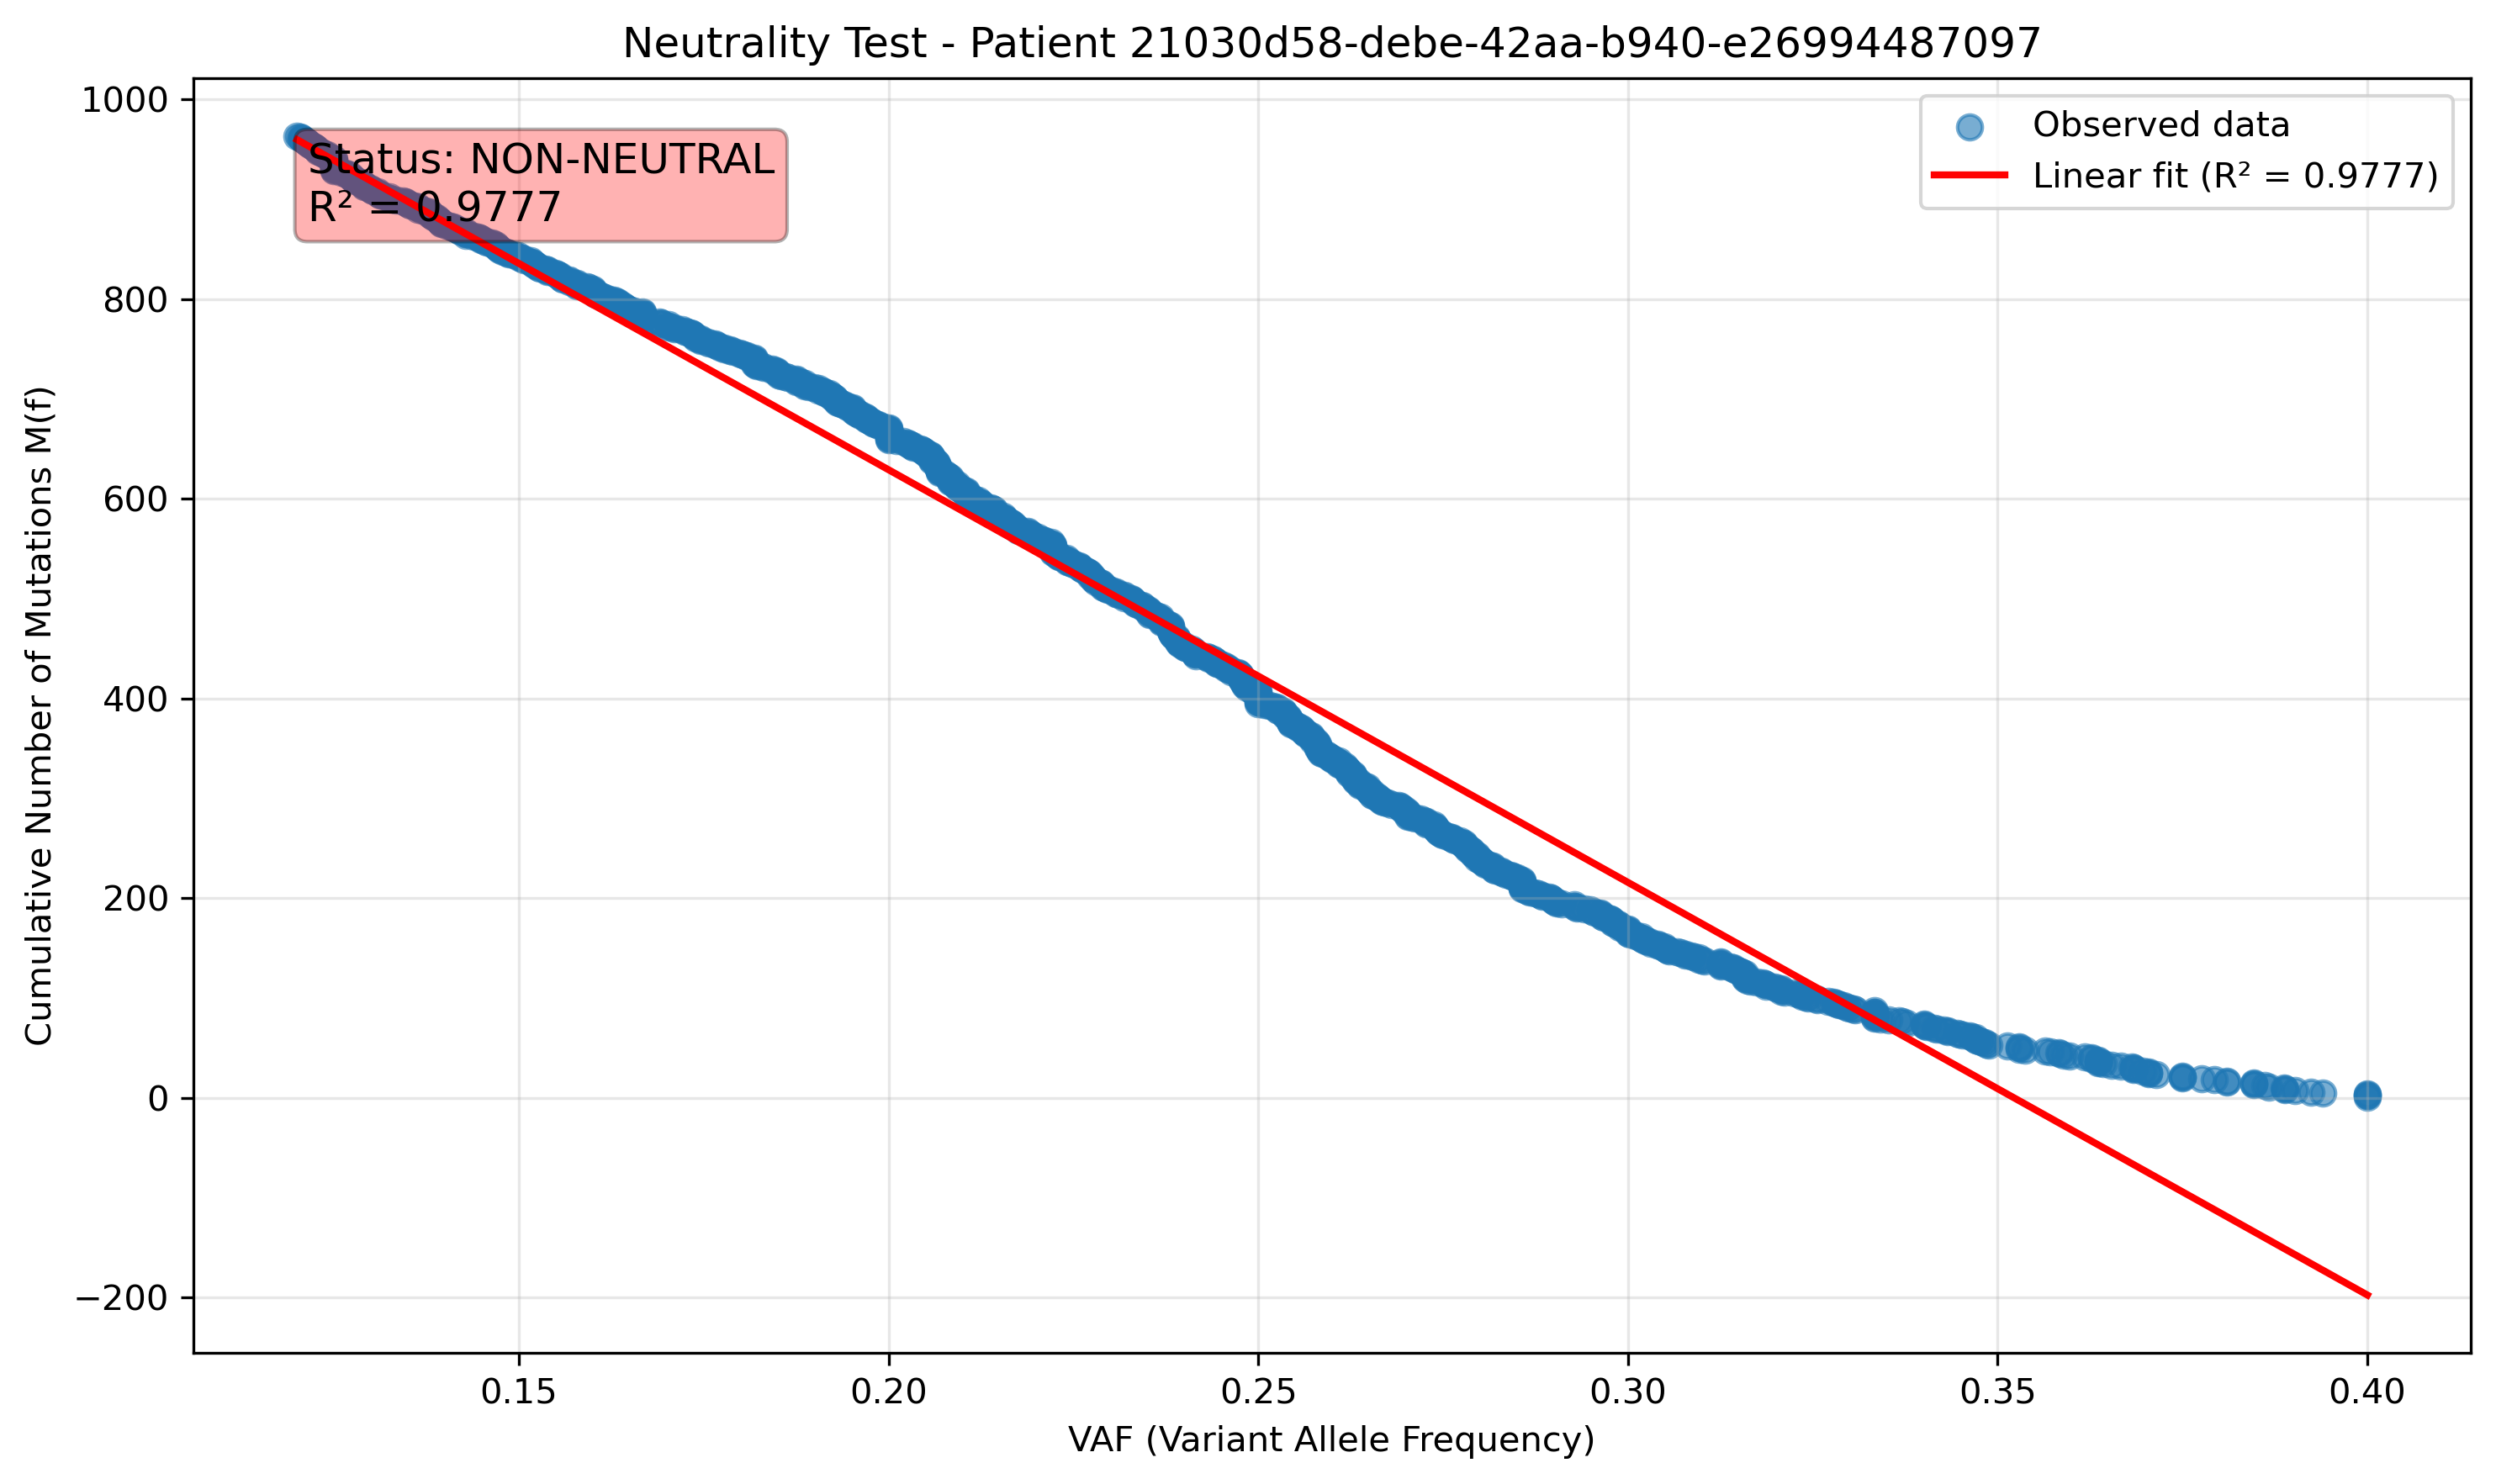 Neutrality Test - Patient 21030d58-debe-42aa-b940-e26994487097
Cumulative Number of Mutations M(f)
1000
800
600
400
200
0
−200
Status: NON-NEUTRAL
R² = 0.9777
Observed data
Linear fit (R² = 0.9777)
0.15
0.20
0.25
0.30
0.35
0.40
VAF (Variant Allele Frequency)